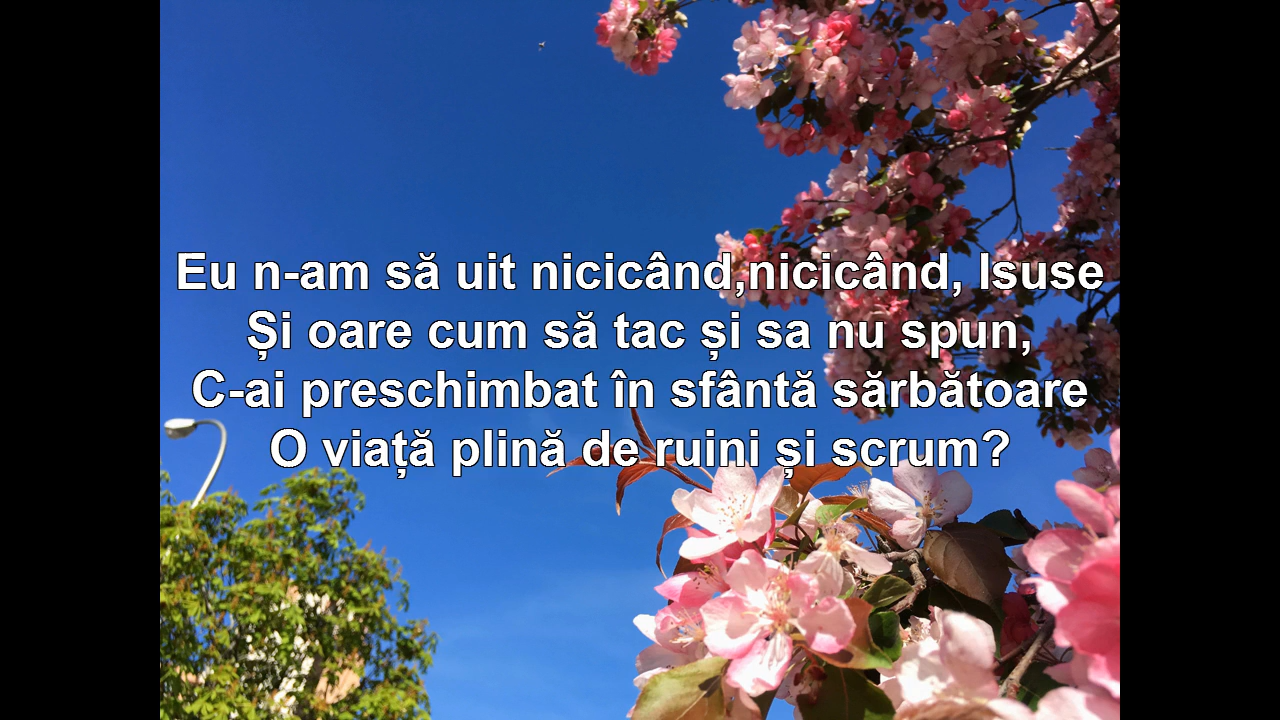 Eu n-am să uit nicicând,nicicând, Isuse
Și oare cum să tac și sa nu spun,
C-ai preschimbat în sfântă sărbătoare
O viață plină de ruini și scrum?